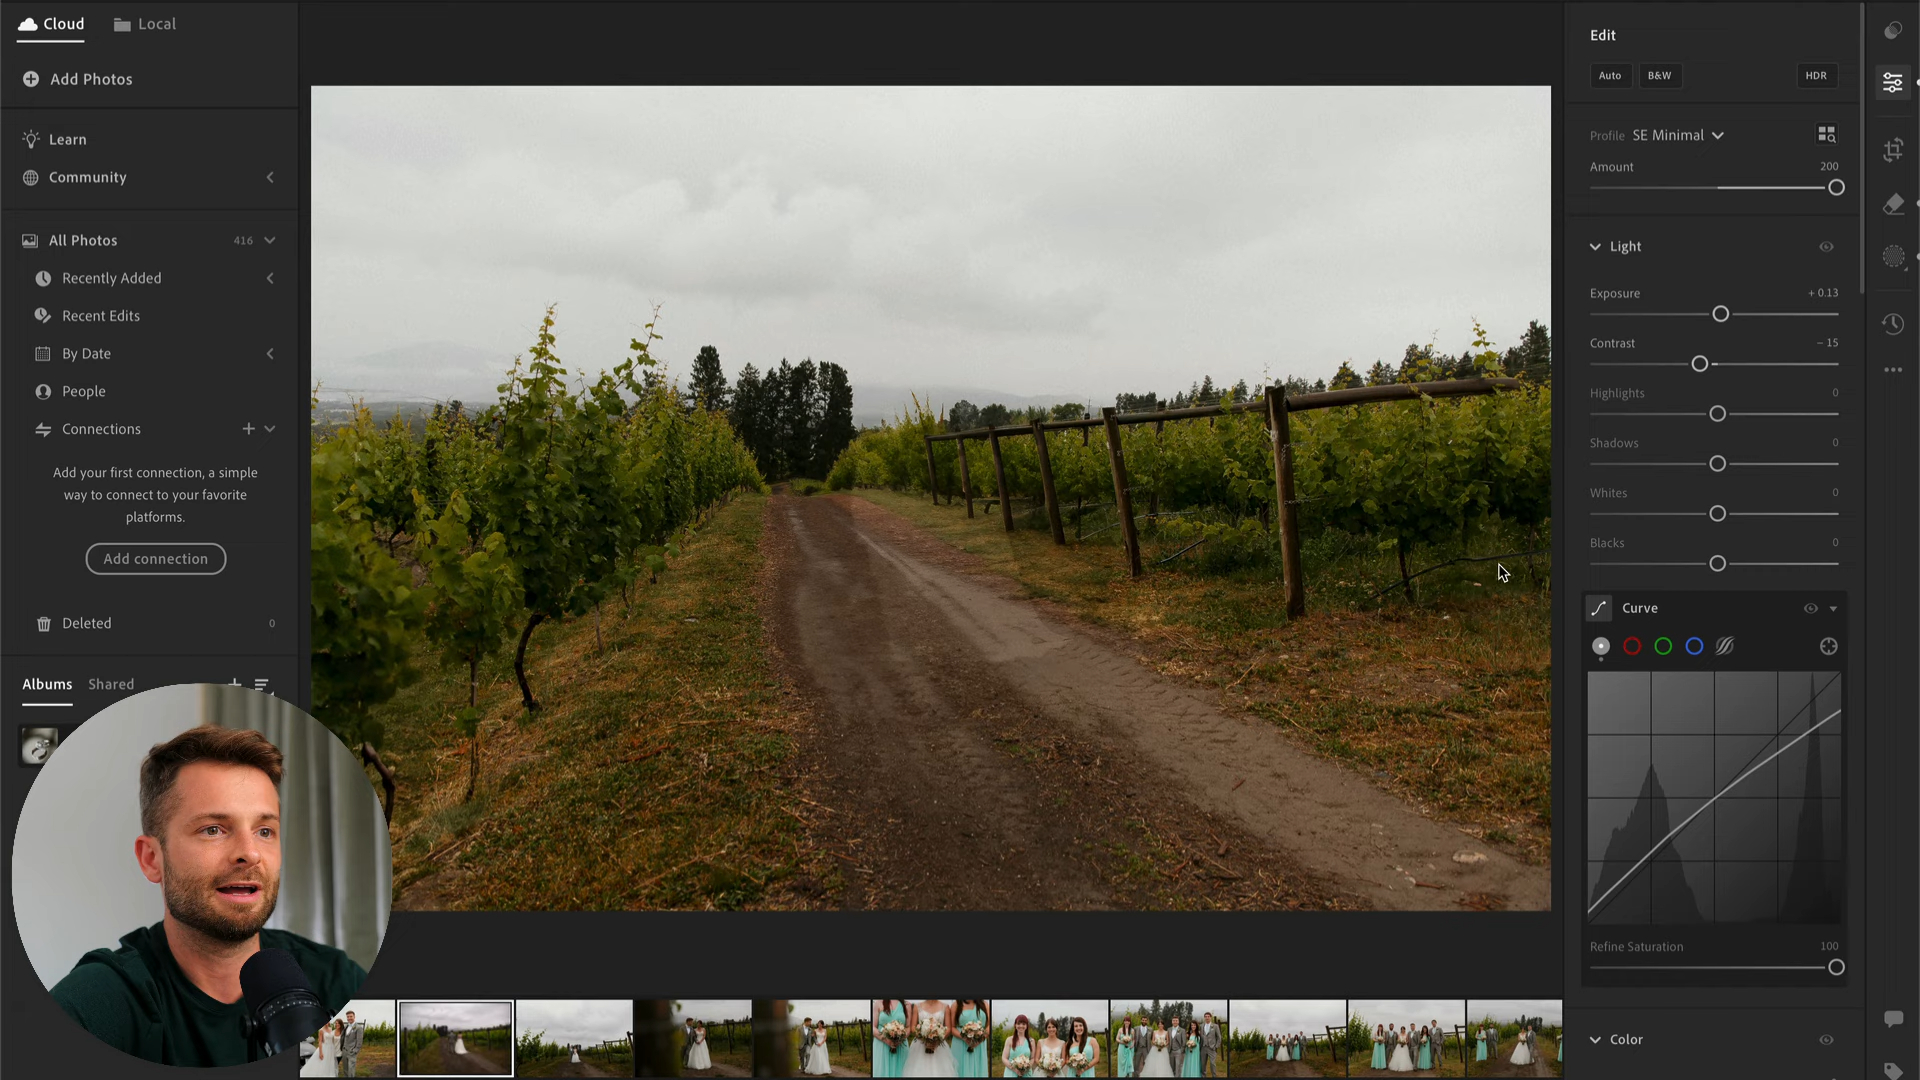 Cloud
Local
Add Photos
Learn
Community
All Photos 416
Recently Added
Recent Edits
By Date
People
Connections
Add your first connection, a simple
way to connect to your favorite
platforms.
Add connection
Deleted 0
Albums
Shared
Edit
Auto
B&W
HDR
Profile SE Minimal
Amount 200
Light
Exposure + 0.13
Contrast – 15
Highlights 0
Shadows 0
Whites 0
Blacks 0
Curve
Refine Saturation 100
Color